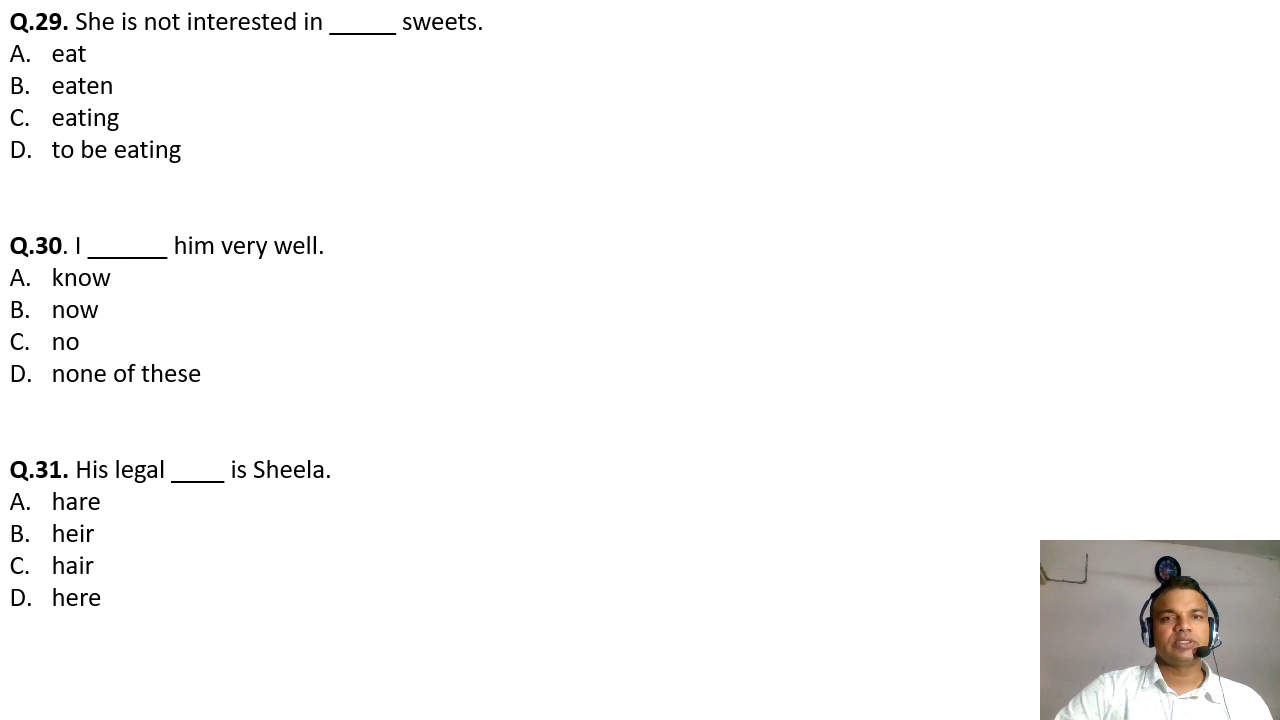 Q.29. She is not interested in _____ sweets.
A. eat
B. eaten
C. eating
D. to be eating
Q.30. I ______ him very well.
A. know
B. now
C. no
D. none of these
Q.31. His legal ____ is Sheela.
A. hare
B. heir
C. hair
D. here